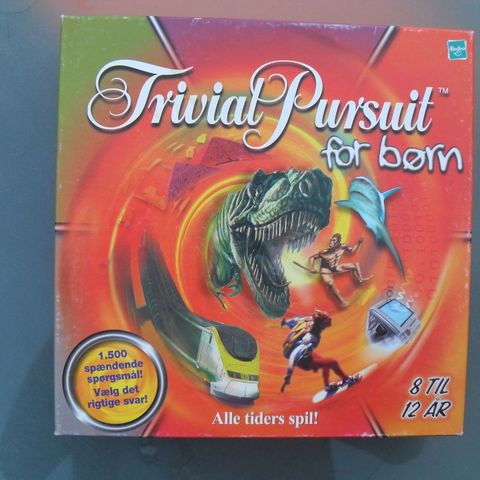 Hasbro
Trivial Pursuit™
for børn
1.500
spændende
spørgsmål!
Vælg det
rigtige svar!
8 TIL
12 ÅR
Alle tiders spil!